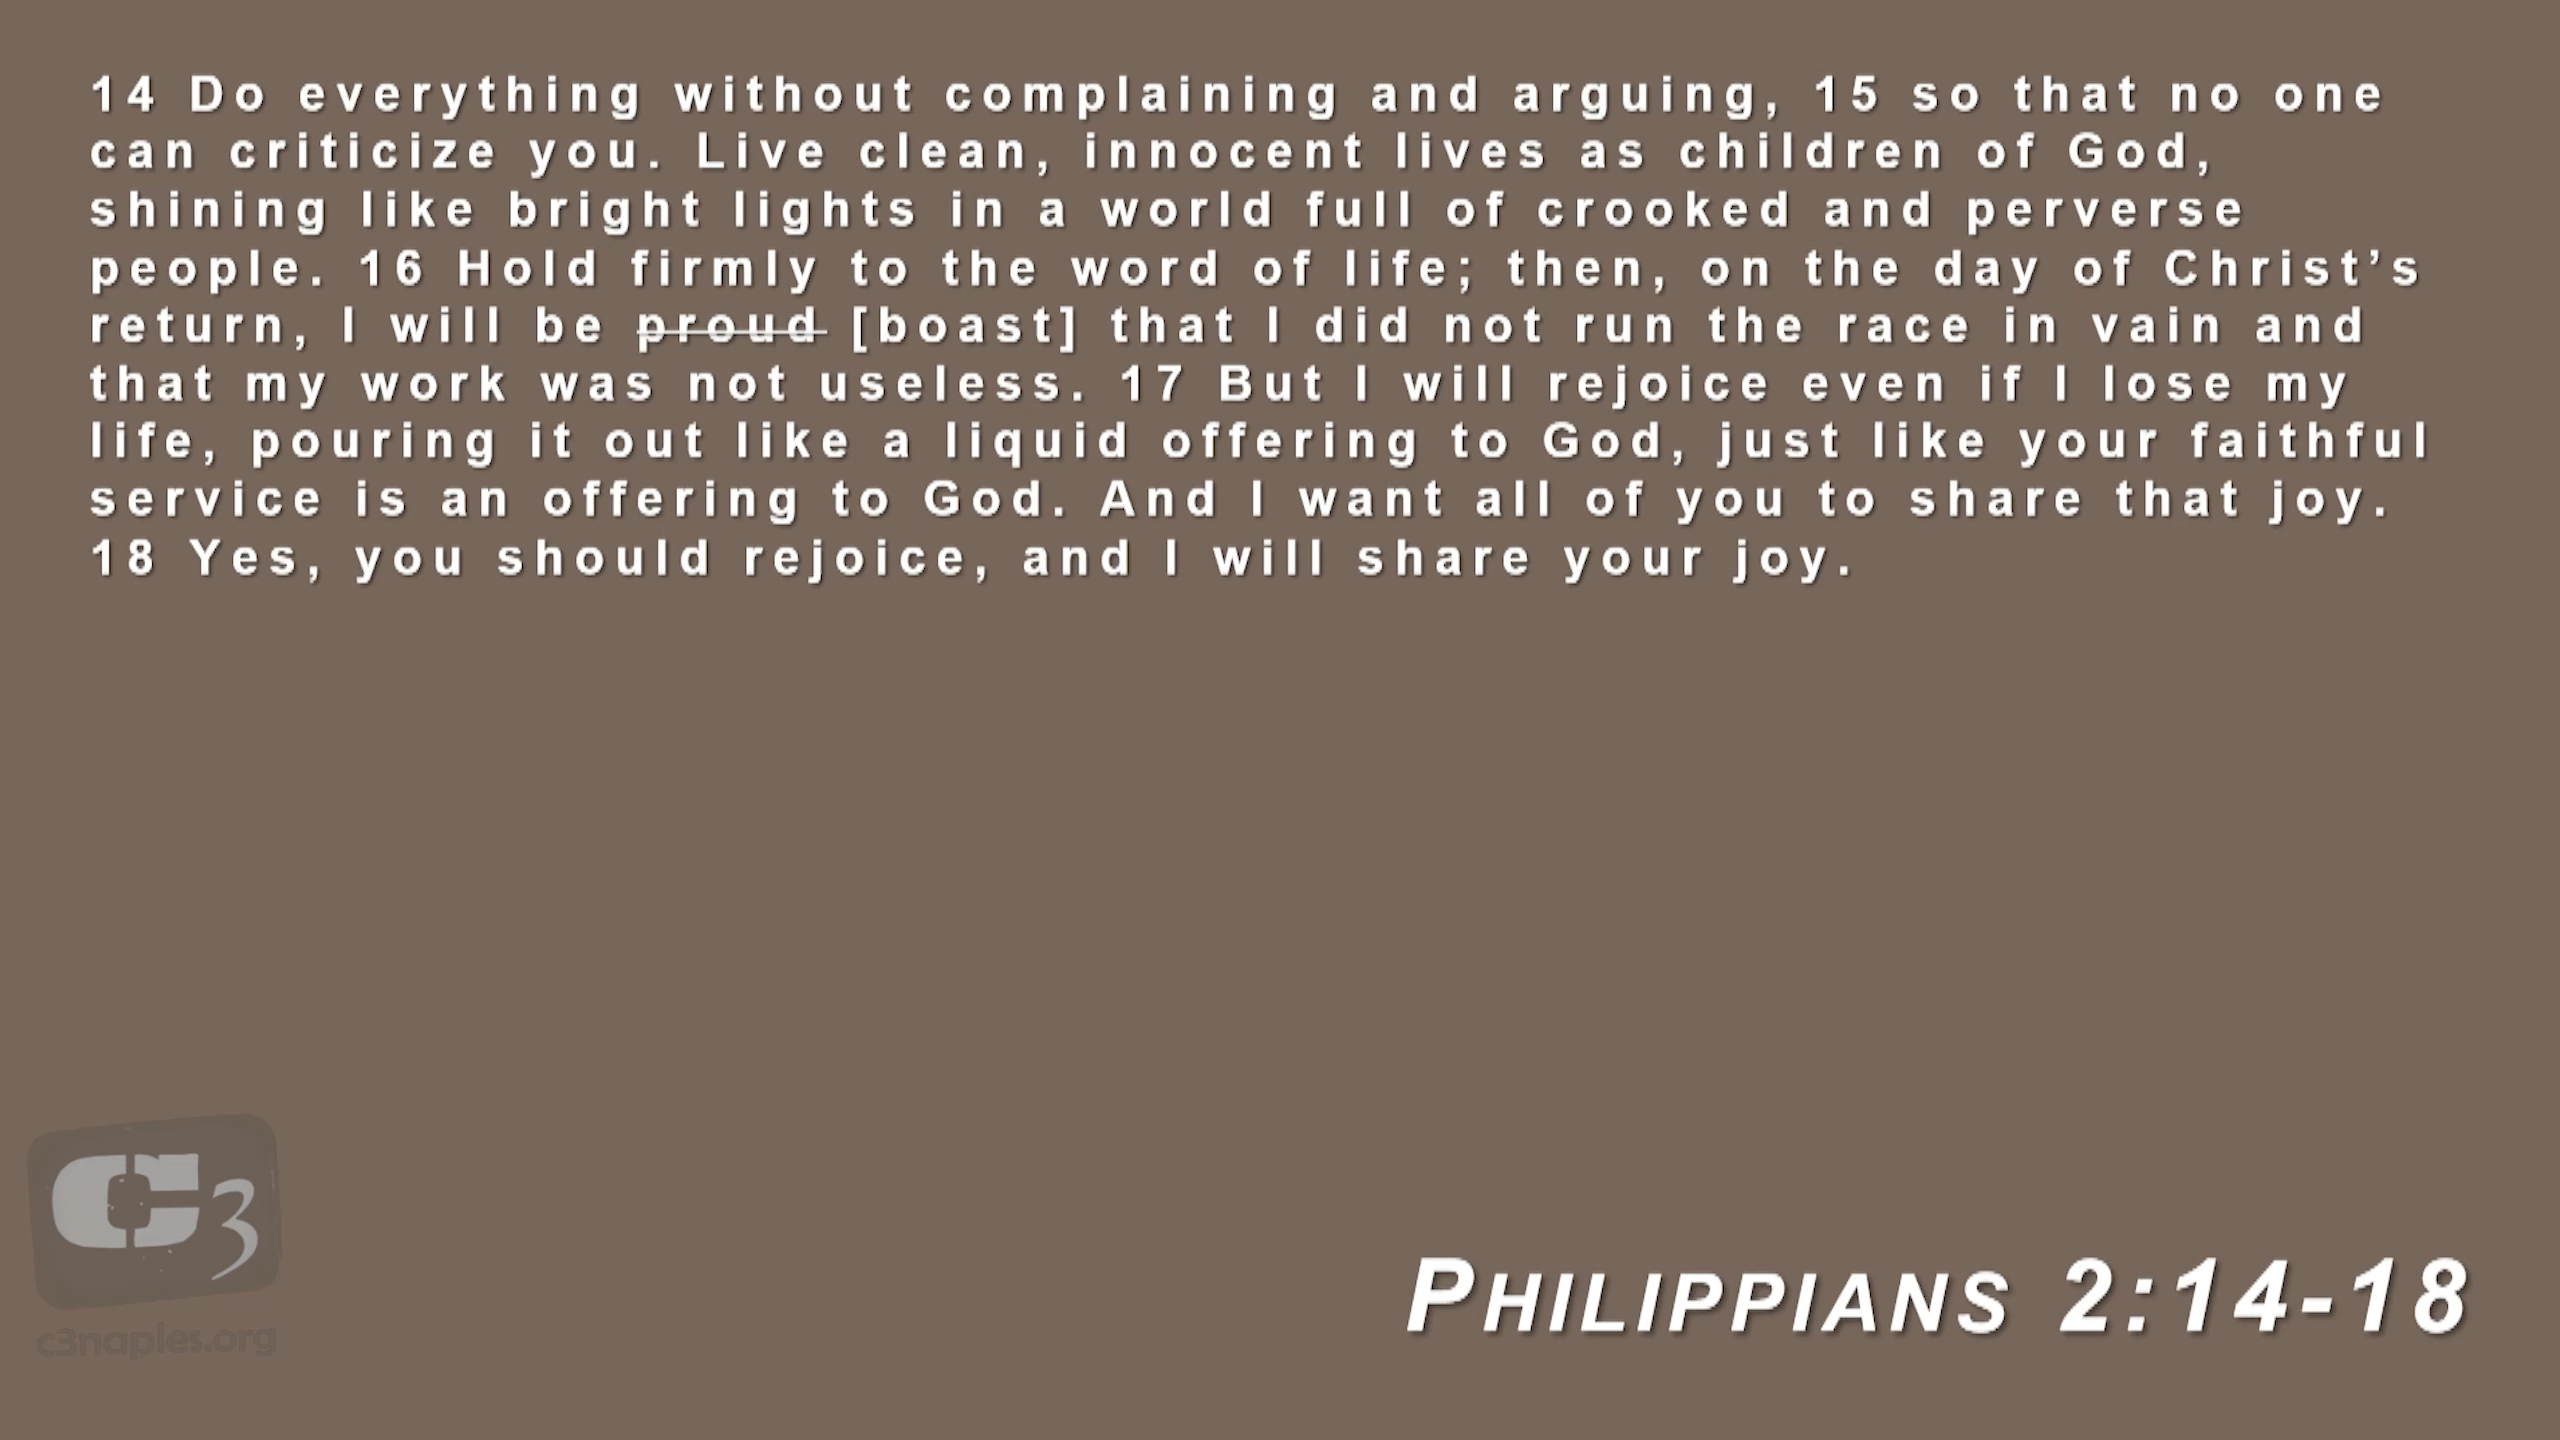 14 Do everything without complaining and arguing, 15 so that no one
can criticize you. Live clean, innocent lives as children of God,
shining like bright lights in a world full of crooked and perverse
people. 16 Hold firmly to the word of life; then, on the day of Christ’s
return, I will be proud [boast] that I did not run the race in vain and
that my work was not useless. 17 But I will rejoice even if I lose my
life, pouring it out like a liquid offering to God, just like your faithful
service is an offering to God. And I want all of you to share that joy.
18 Yes, you should rejoice, and I will share your joy.
C3
c3naples.org
PHILIPPIANS 2:14-18